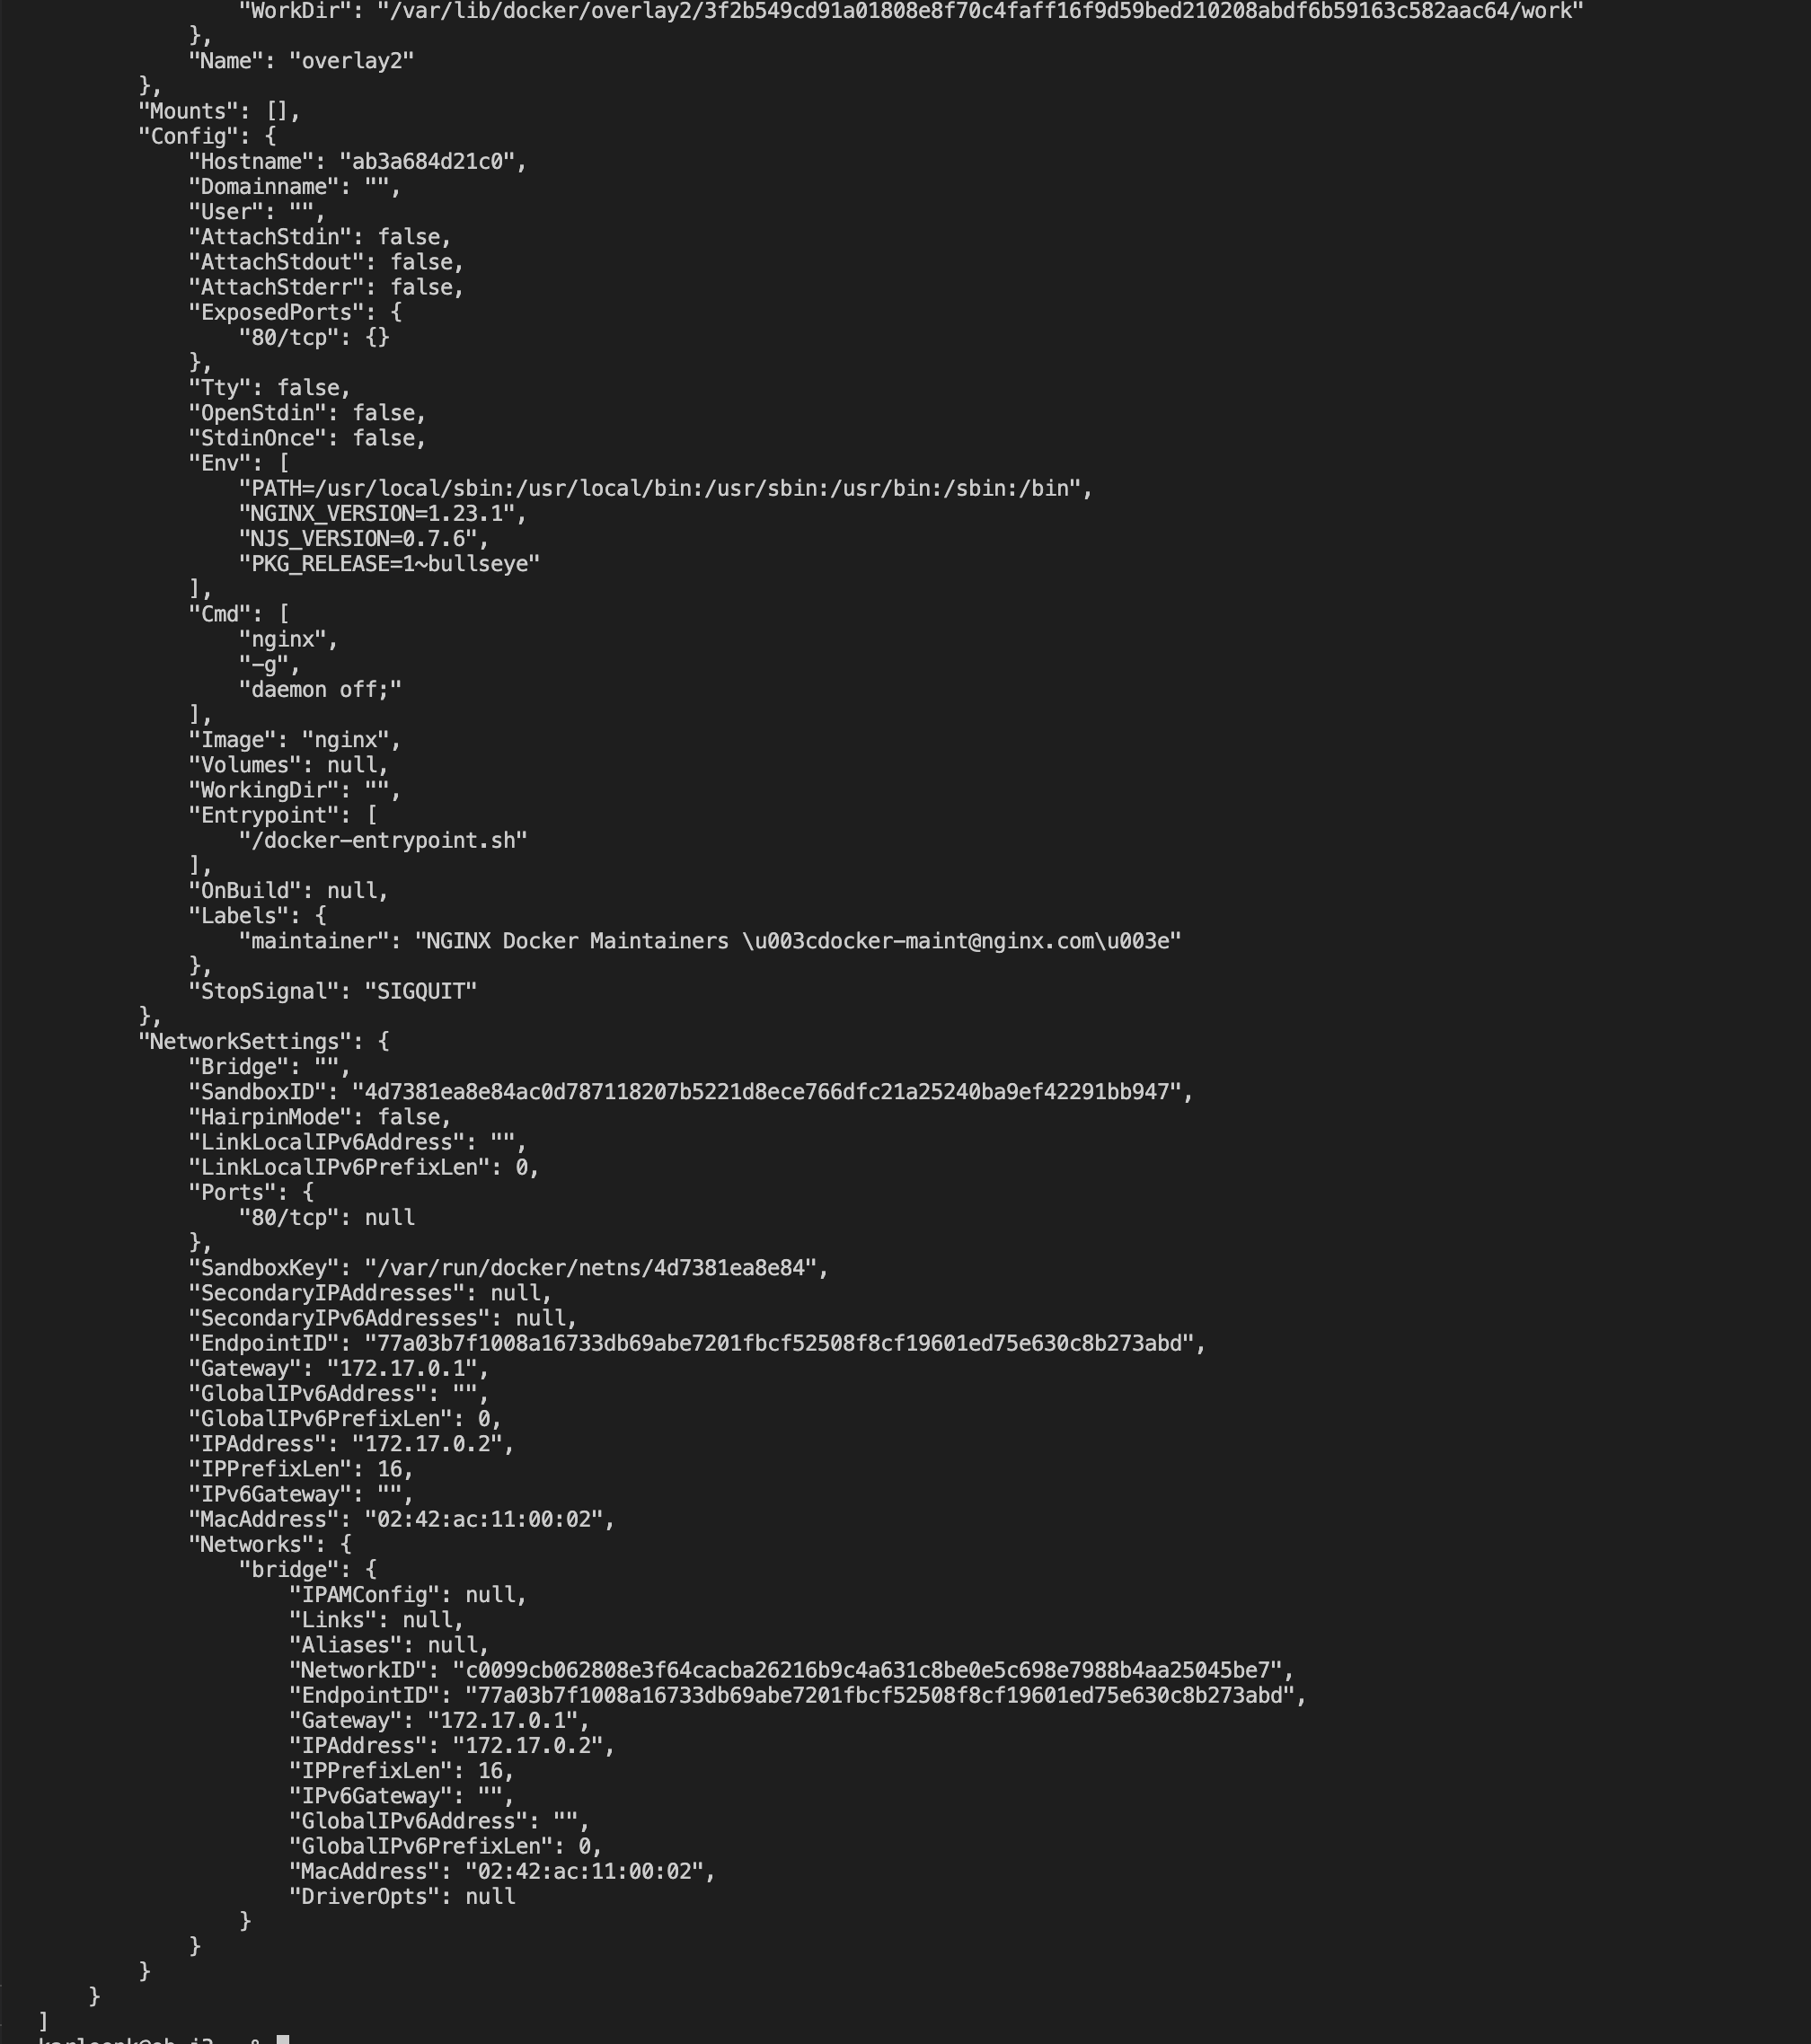 "WorkDir": "/var/lib/docker/overlay2/3f2b549cd91a01808e8f70c4faff16f9d59bed210208abdf6b59163c582aac64/work"
},
"Name": "overlay2"
},
"Mounts": [],
"Config": {
"Hostname": "ab3a684d21c0",
"Domainname": "",
"User": "",
"AttachStdin": false,
"AttachStdout": false,
"AttachStderr": false,
"ExposedPorts": {
"80/tcp": {}
},
"Tty": false,
"OpenStdin": false,
"StdinOnce": false,
"Env": [
"PATH=/usr/local/sbin:/usr/local/bin:/usr/sbin:/usr/bin:/sbin:/bin",
"NGINX_VERSION=1.23.1",
"NJS_VERSION=0.7.6",
"PKG_RELEASE=1~bullseye"
],
"Cmd": [
"nginx",
"-g",
"daemon off;"
],
"Image": "nginx",
"Volumes": null,
"WorkingDir": "",
"Entrypoint": [
"/docker-entrypoint.sh"
],
"OnBuild": null,
"Labels": {
"maintainer": "NGINX Docker Maintainers \u003cdocker-maint@nginx.com\u003e"
},
"StopSignal": "SIGQUIT"
},
"NetworkSettings": {
"Bridge": "",
"SandboxID": "4d7381ea8e84ac0d787118207b5221d8ece766dfc21a25240ba9ef42291bb947",
"HairpinMode": false,
"LinkLocalIPv6Address": "",
"LinkLocalIPv6PrefixLen": 0,
"Ports": {
"80/tcp": null
},
"SandboxKey": "/var/run/docker/netns/4d7381ea8e84",
"SecondaryIPAddresses": null,
"SecondaryIPv6Addresses": null,
"EndpointID": "77a03b7f1008a16733db69abe7201fbcf52508f8cf19601ed75e630c8b273abd",
"Gateway": "172.17.0.1",
"GlobalIPv6Address": "",
"GlobalIPv6PrefixLen": 0,
"IPAddress": "172.17.0.2",
"IPPrefixLen": 16,
"IPv6Gateway": "",
"MacAddress": "02:42:ac:11:00:02",
"Networks": {
"bridge": {
"IPAMConfig": null,
"Links": null,
"Aliases": null,
"NetworkID": "c0099cb062808e3f64cacba26216b9c4a631c8be0e5c698e7988b4aa25045be7",
"EndpointID": "77a03b7f1008a16733db69abe7201fbcf52508f8cf19601ed75e630c8b273abd",
"Gateway": "172.17.0.1",
"IPAddress": "172.17.0.2",
"IPPrefixLen": 16,
"IPv6Gateway": "",
"GlobalIPv6Address": "",
"GlobalIPv6PrefixLen": 0,
"MacAddress": "02:42:ac:11:00:02",
"DriverOpts": null
}
}
}
}
]